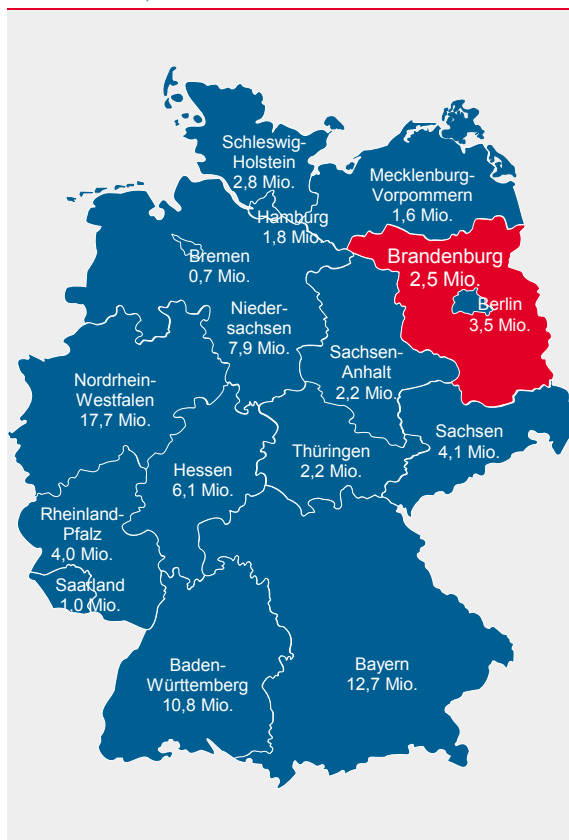 Schleswig-
Holstein
2,8 Mio.
Mecklenburg-
Vorpommern
1,6 Mio.
Hamburg
1,8 Mio.
Bremen
0,7 Mio.
Brandenburg
2,5 Mio.
Berlin
3,5 Mio.
Nieder-
sachsen
7,9 Mio.
Sachsen-
Anhalt
2,2 Mio.
Nordrhein-
Westfalen
17,7 Mio.
Sachsen
4,1 Mio.
Thüringen
2,2 Mio.
Hessen
6,1 Mio.
Rheinland-
Pfalz
4,0 Mio.
Saarland
1,0 Mio.
Baden-
Württemberg
10,8 Mio.
Bayern
12,7 Mio.